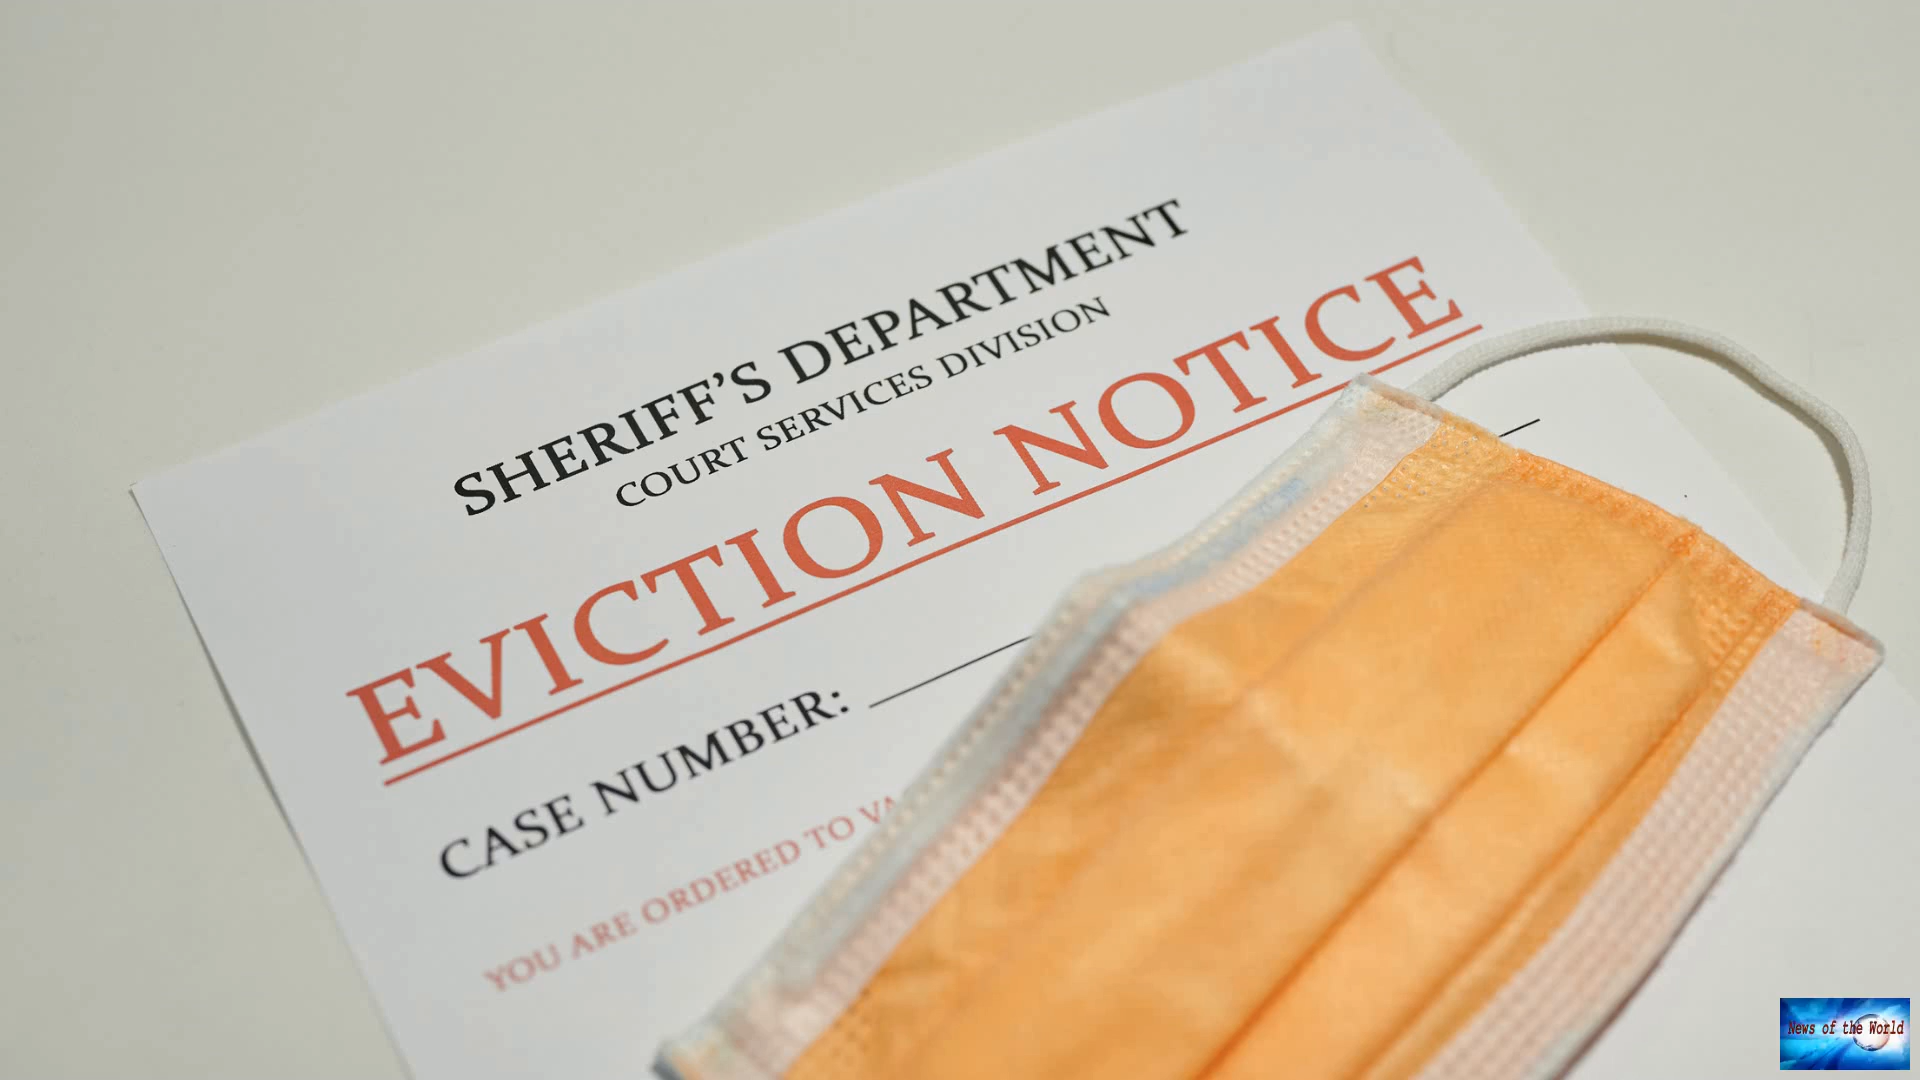 SHERIFF'S DEPARTMENT
COURT SERVICES DIVISION
EVICTION NOTICE
CASE NUMBER:
YOU ARE ORDERED TO
News of the World